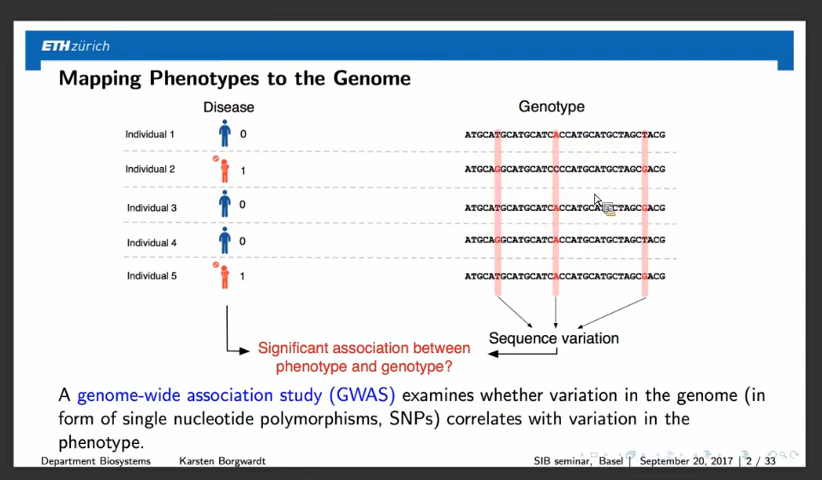 ETH zürich
Mapping Phenotypes to the Genome
Disease
Genotype
Individual 1
0
ATGCATGCATGCATCACCATGCATGCTAGCTACG
Individual 2
1
ATGCAGGCATGCATCCCCATGCATGCTAGCGACG
Individual 3
0
Individual 4
0
ATGCAGGCATGCATCACCATGCATGCTAGCTACG
Individual 5
1
ATGCATGCATGCATCACCATGCATGCTAGCGACG
Sequence variation
Significant association between
phenotype and genotype?
A genome-wide association study (GWAS) examines whether variation in the genome (in
form of single nucleotide polymorphisms, SNPs) correlates with variation in the
phenotype.
Department Biosystems Karsten Borgwardt SIB seminar, Basel September 20, 2017 2 / 33